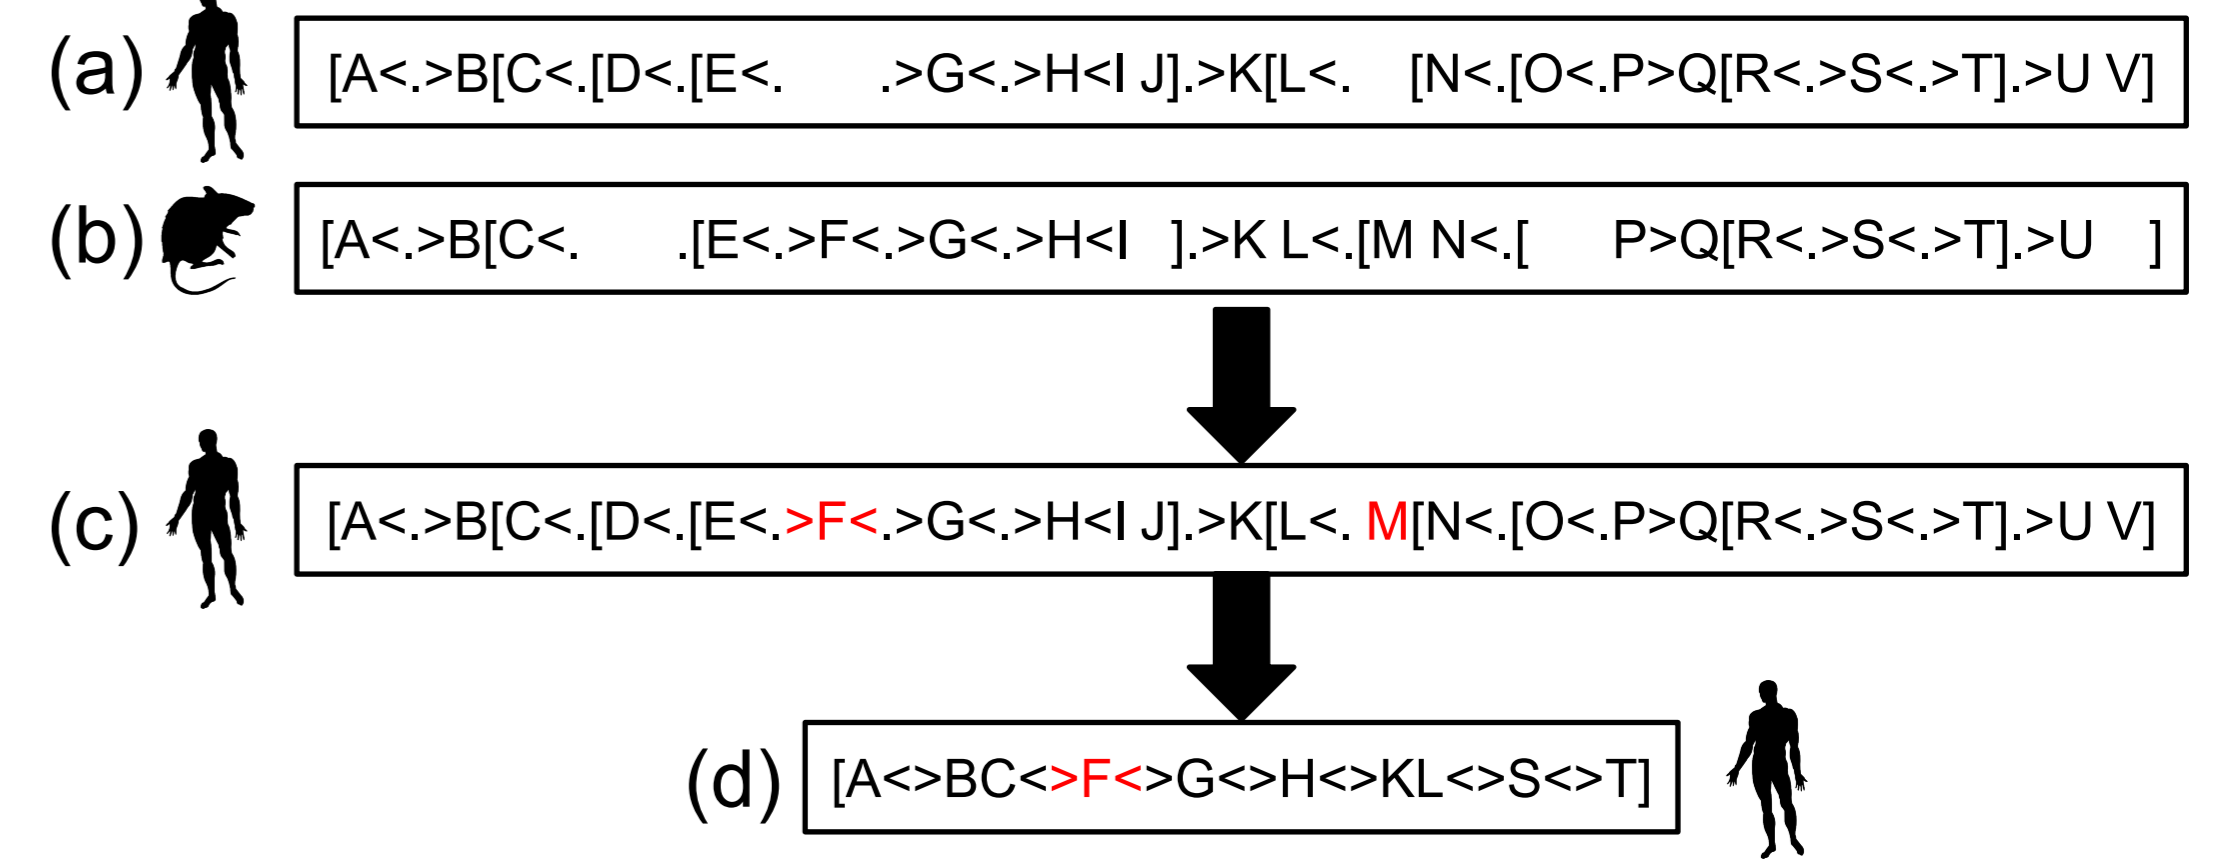 (a) [A<.>B[C<.[D<.[E<. .>G<.>H<I J].>K[L<. [N<.[O<.P>Q[R<.>S<.>T].>U V]
(b) [A<.>B[C<. .[E<.>F<.>G<.>H<I ].>K L<.[M N<.[ P>Q[R<.>S<.>T].>U ]
(c) [A<.>B[C<.[D<.[E<.>F<.>G<.>H<I J].>K[L<. M[N<.[O<.P>Q[R<.>S<.>T].>U V]
(d) [A<>BC<>F<>G<>H<>KL<>S<>T]